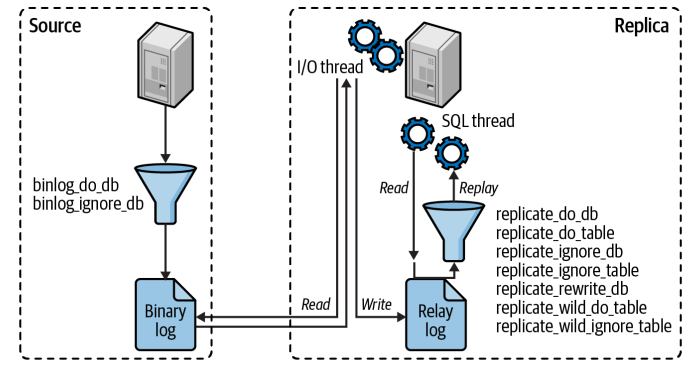 Source
Replica
I/O thread
SQL thread
binlog_do_db
binlog_ignore_db
Read
Replay
replicate_do_db
replicate_do_table
replicate_ignore_db
replicate_ignore_table
replicate_rewrite_db
replicate_wild_do_table
replicate_wild_ignore_table
Binary
log
Read
Write
Relay
log